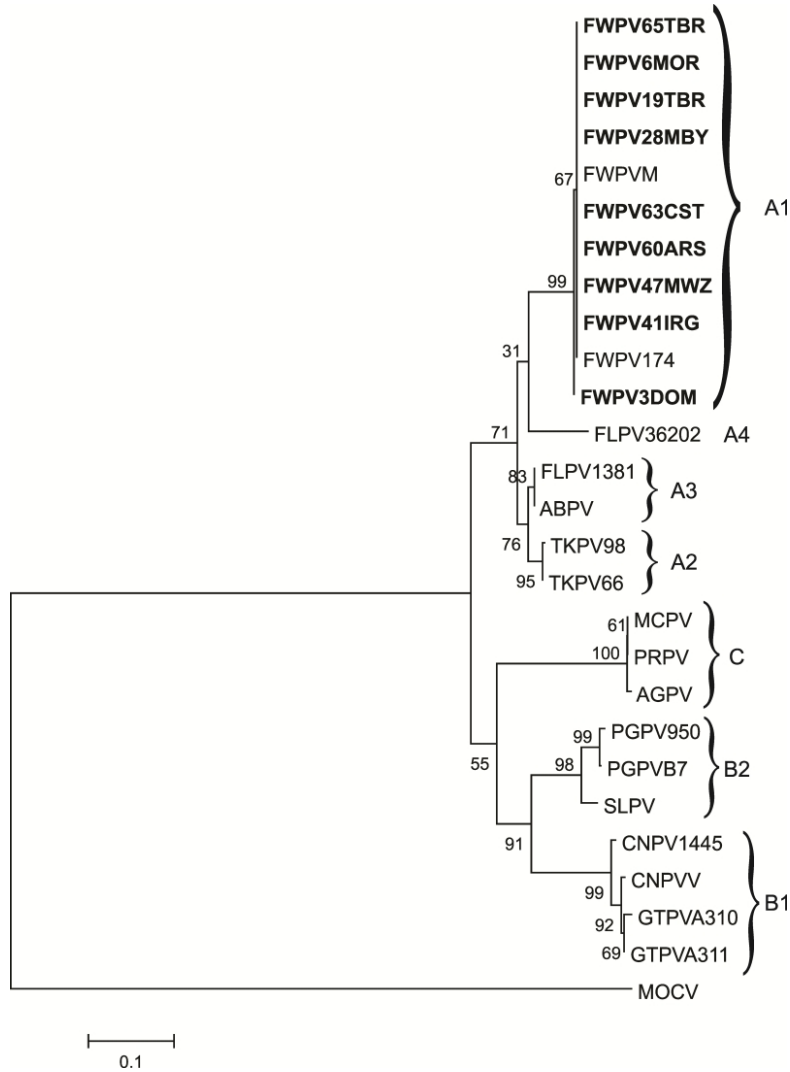 FWPV65TBR
FWPV6MOR
FWPV19TBR
FWPV28MBY
67
FWPVM
FWPV63CST
A1
FWPV60ARS
99
FWPV47MWZ
FWPV41IRG
31
FWPV174
FWPV3DOM
71
FLPV36202
A4
83
FLPV1381
A3
ABPV
76
TKPV98
A2
95
TKPV66
61
MCPV
100
PRPV
C
AGPV
99
PGPV950
55
98
PGPVB7
B2
SLPV
91
CNPV1445
99
CNPVV
B1
92
GTPVA310
69
GTPVA311
MOCV
0.1